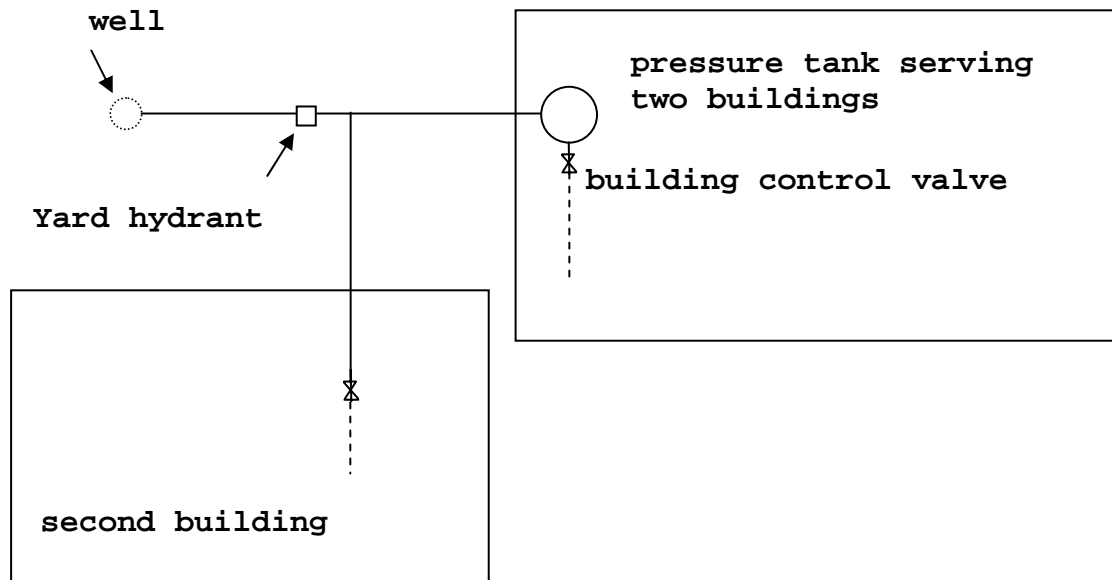 well
pressure tank serving
two buildings
building control valve
Yard hydrant
second building